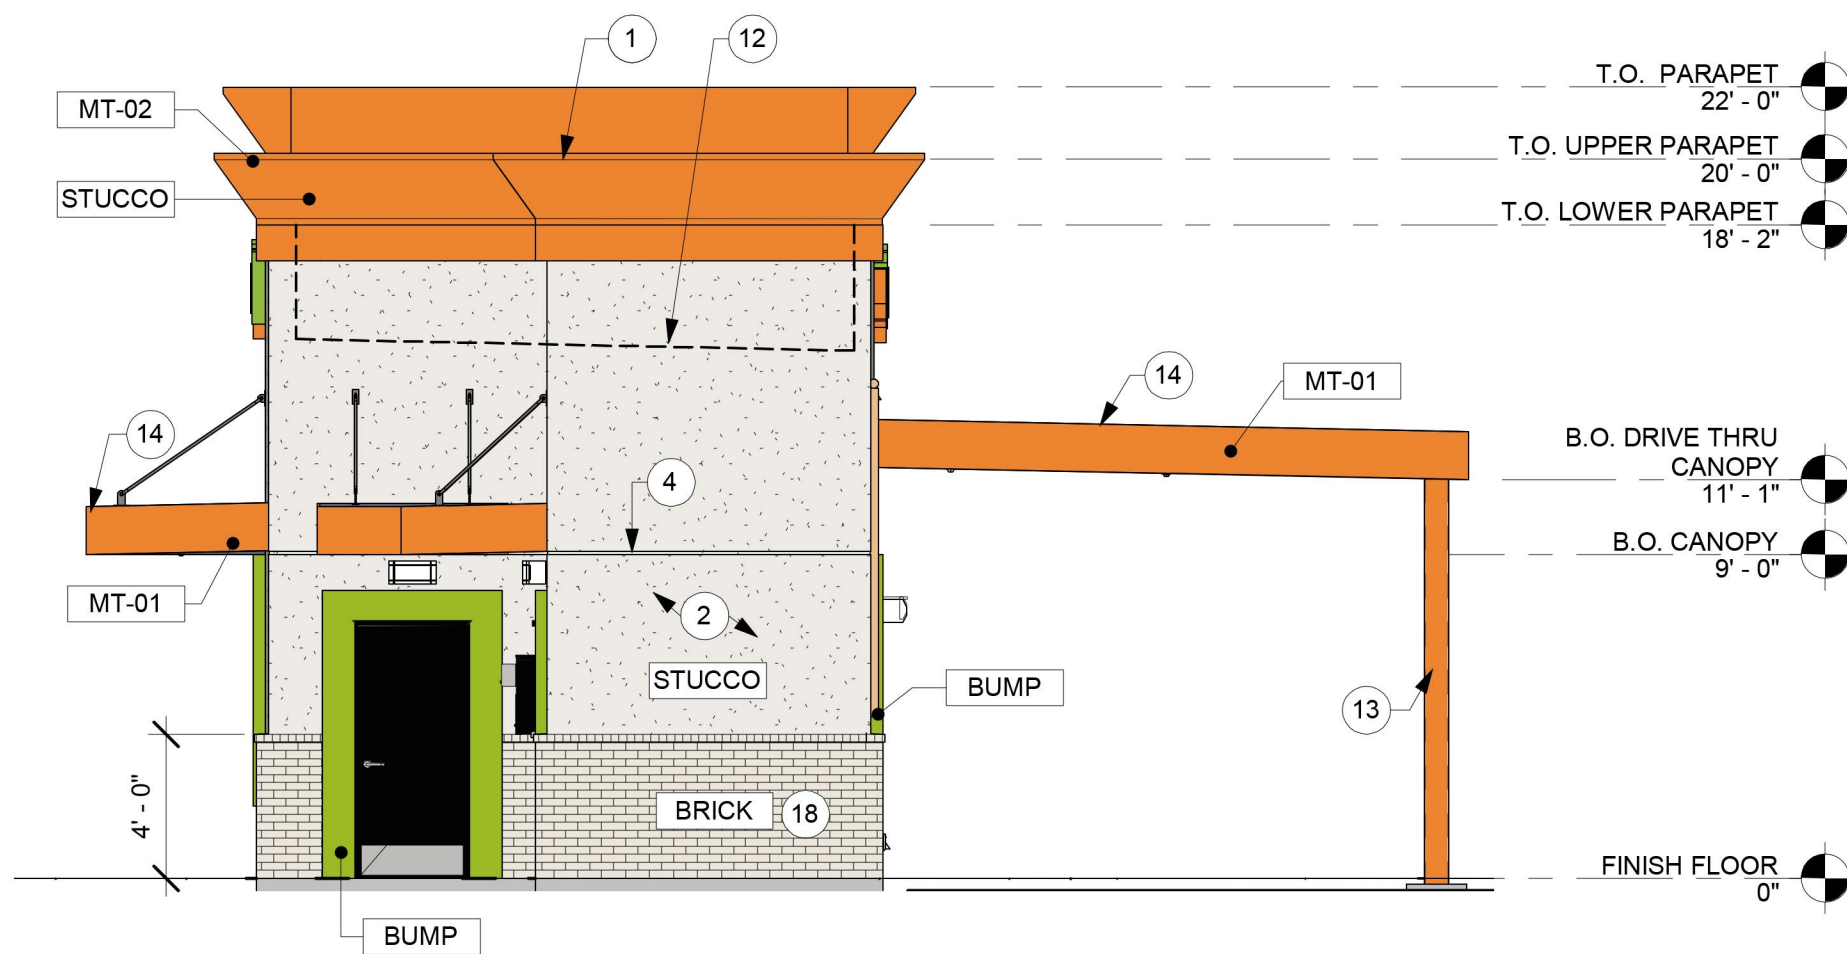 1
12
T.O. PARAPET
22' - 0"
MT-02
T.O. UPPER PARAPET
20' - 0"
STUCCO
T.O. LOWER PARAPET
18' - 2"
14
MT-01
14
B.O. DRIVE THRU
CANOPY
11' - 1"
4
B.O. CANOPY
9' - 0"
MT-01
2
STUCCO
BUMP
13
4' - 0"
BRICK
18
FINISH FLOOR
0"
BUMP